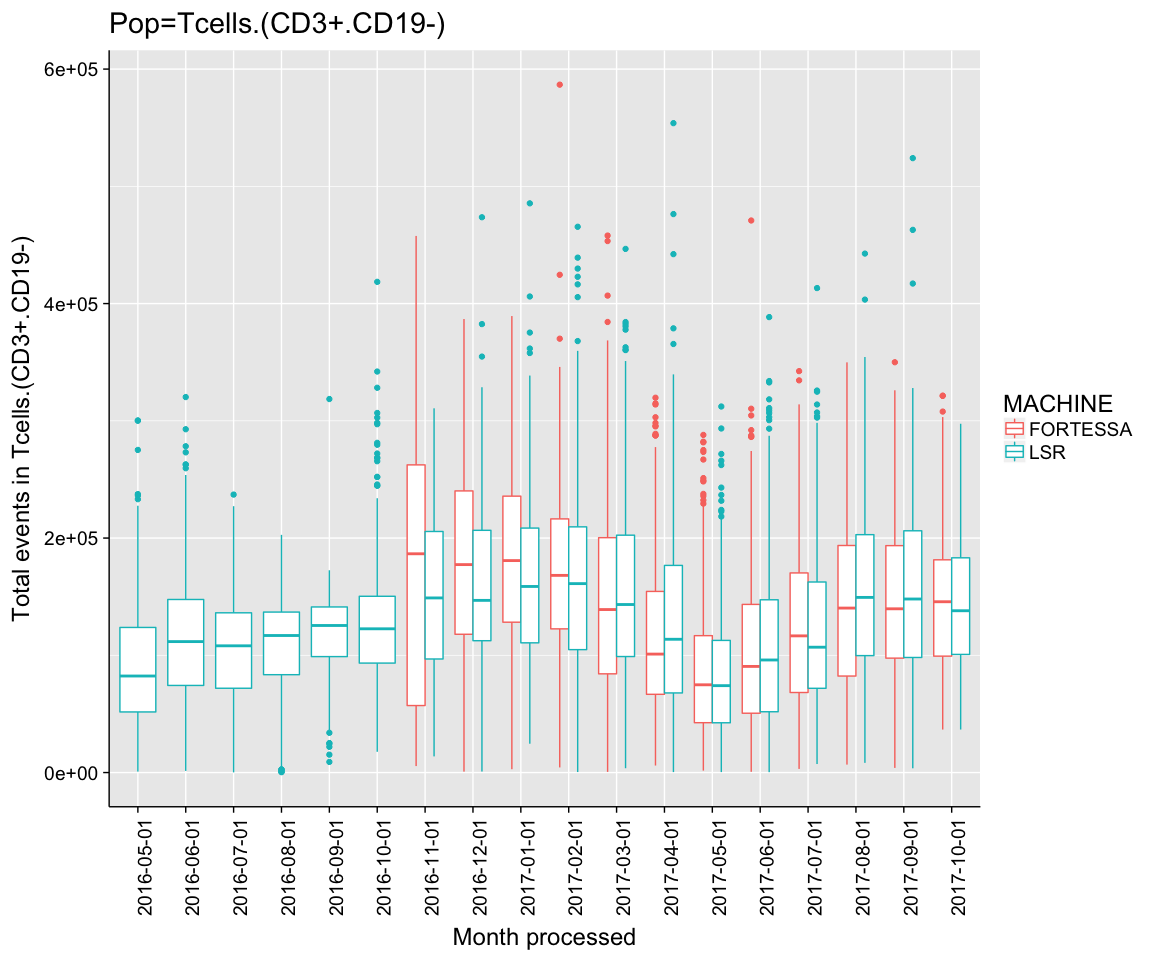 Pop=Tcells.(CD3+.CD19-)
Total events in Tcells.(CD3+.CD19-)
6e+05
4e+05
2e+05
0e+00
2016-05-01
2016-06-01
2016-07-01
2016-08-01
2016-09-01
2016-10-01
2016-11-01
2016-12-01
2017-01-01
2017-02-01
2017-03-01
2017-04-01
2017-05-01
2017-06-01
2017-07-01
2017-08-01
2017-09-01
2017-10-01
Month processed
MACHINE
FORTESSA
LSR